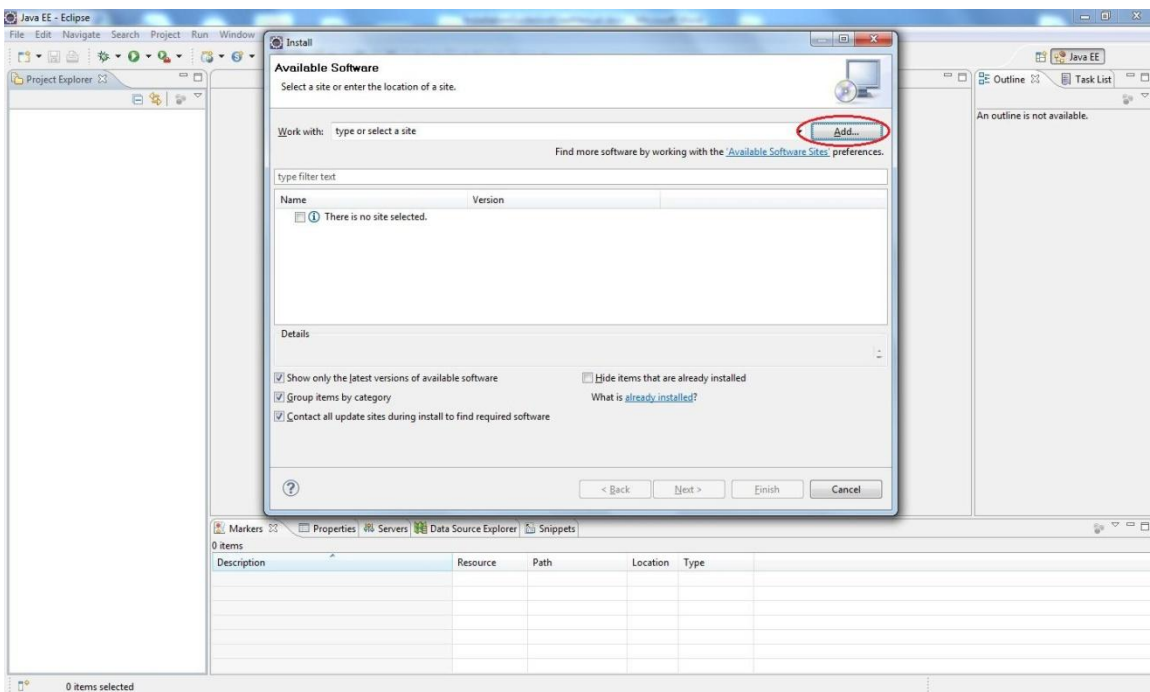 Java EE - Eclipse
File Edit Navigate Search Project Run Window
Install
Java EE
Project Explorer
Outline
Task List
An outline is not available.
Available Software
Select a site or enter the location of a site.
Work with:
type or select a site
Add...
Find more software by working with the 'Available Software Sites' preferences.
type filter text
Name
Version
There is no site selected.
Details
Show only the latest versions of available software
Hide items that are already installed
Group items by category
What is already installed?
Contact all update sites during install to find required software
< Back
Next >
Finish
Cancel
Markers
Properties
Servers
Data Source Explorer
Snippets
0 items
Description
Resource
Path
Location
Type
0 items selected